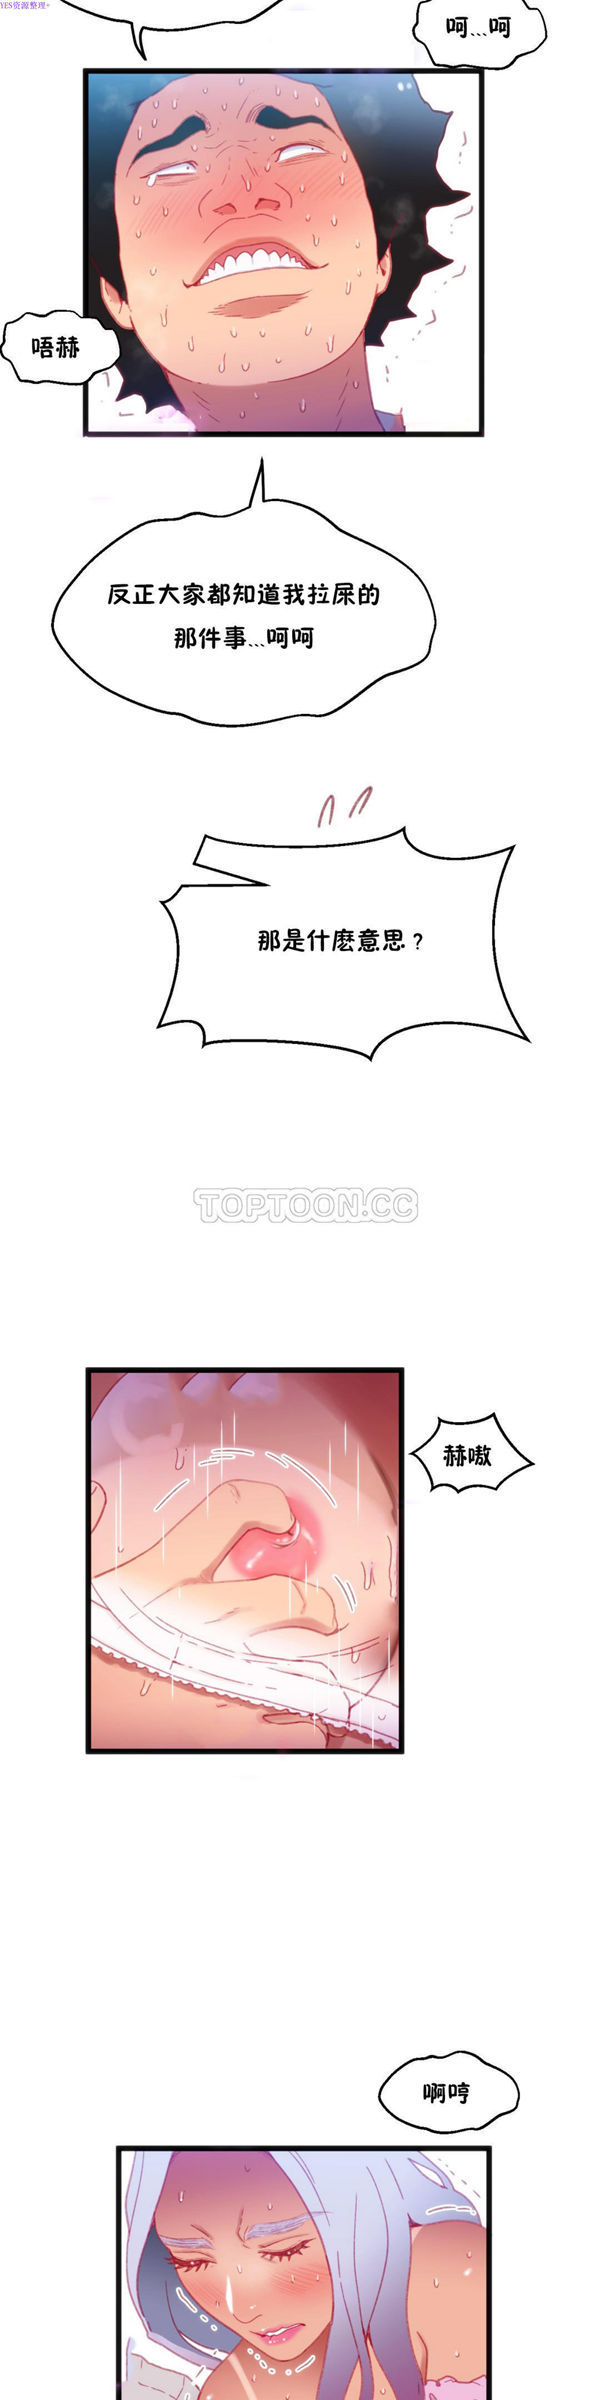 YES资源整理+
呵...呵
唔赫
反正大家都知道我拉屎的
那件事...呵呵
那是什麽意思?
TOPTOON.CC
赫嗷
啊哼